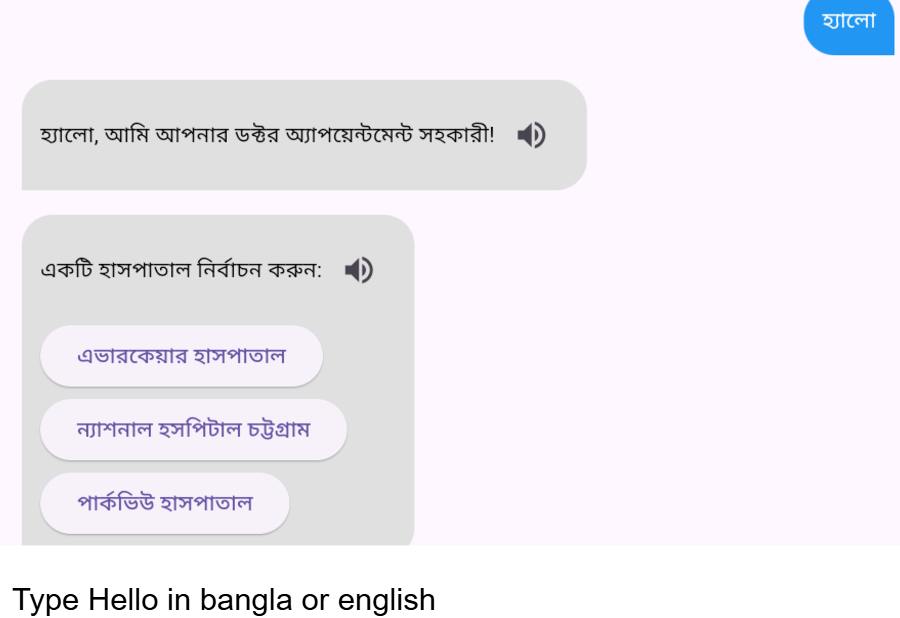 হ্যালো
হ্যালো, আমি আপনার ডক্টর অ্যাপয়েন্টমেন্ট সহকারী!
একটি হাসপাতাল নির্বাচন করুন:
এভারকেয়ার হাসপাতাল
ন্যাশনাল হসপিটাল চট্টগ্রাম
পার্কভিউ হাসপাতাল
Type Hello in bangla or english